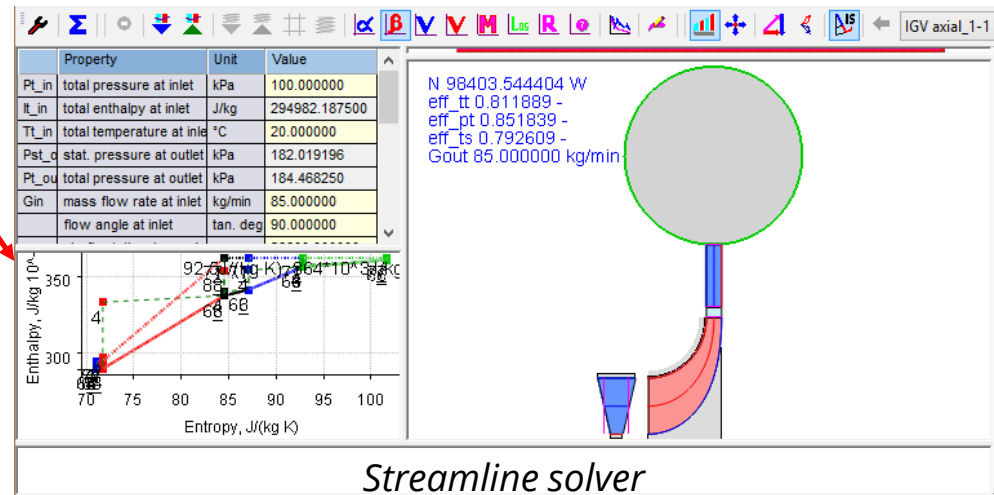 α β V V M Los R IS IGV axial_1-1
Property Unit Value
Pt_in total pressure at inlet kPa 100.000000
It_in total enthalpy at inlet J/kg 294982.187500
Tt_in total temperature at inle °C 20.000000
Pst_o stat. pressure at outlet kPa 182.019196
Pt_ou total pressure at outlet kPa 184.468250
Gin mass flow rate at inlet kg/min 85.000000
flow angle at inlet tan. deg 90.000000
N 98403.544404 W
eff_tt 0.811889 -
eff_pt 0.851839 -
eff_ts 0.792609 -
Gout 85.000000 kg/min
Enthalpy, J/kg 10^-
350
300
4
70 75 80 85 90 95 100
Entropy, J/(kg K)
Streamline solver